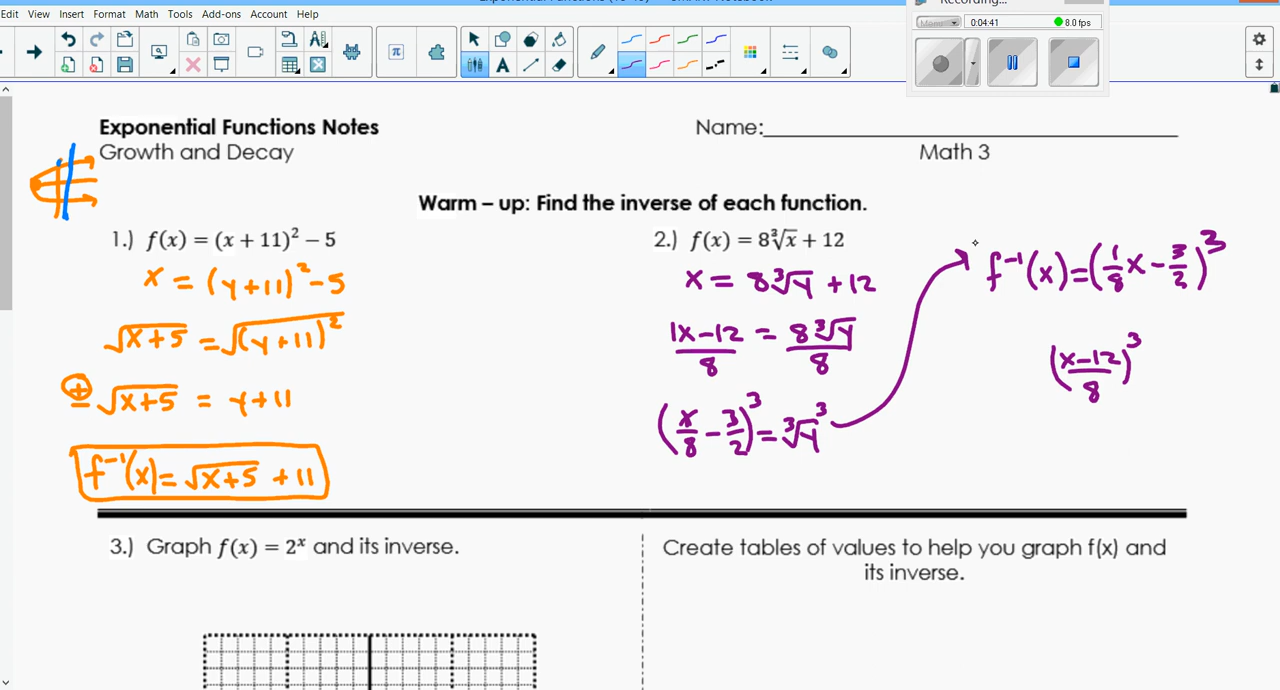 Edit View Insert Format Math Tools Add-ons Account Help
Recording...
0:04:41 8.0 fps
Exponential Functions Notes
Name:
Growth and Decay
Math 3
Warm – up: Find the inverse of each function.
1.) f(x) = (x + 11)² – 5
x = (y+11)² -5
√x+5 = √(y+11)²
± √x+5 = y+11
f⁻¹(x) = √x+5 + 11
2.) f(x) = 8∛x + 12
x = 8∛y +12
1x-12/8 = 8∛y/8
(x/8 - 3/2)³ = ∛y³
f⁻¹(x) = (1/8x - 3/2)³
(x-12/8)³
3.) Graph f(x) = 2ˣ and its inverse.
Create tables of values to help you graph f(x) and
its inverse.